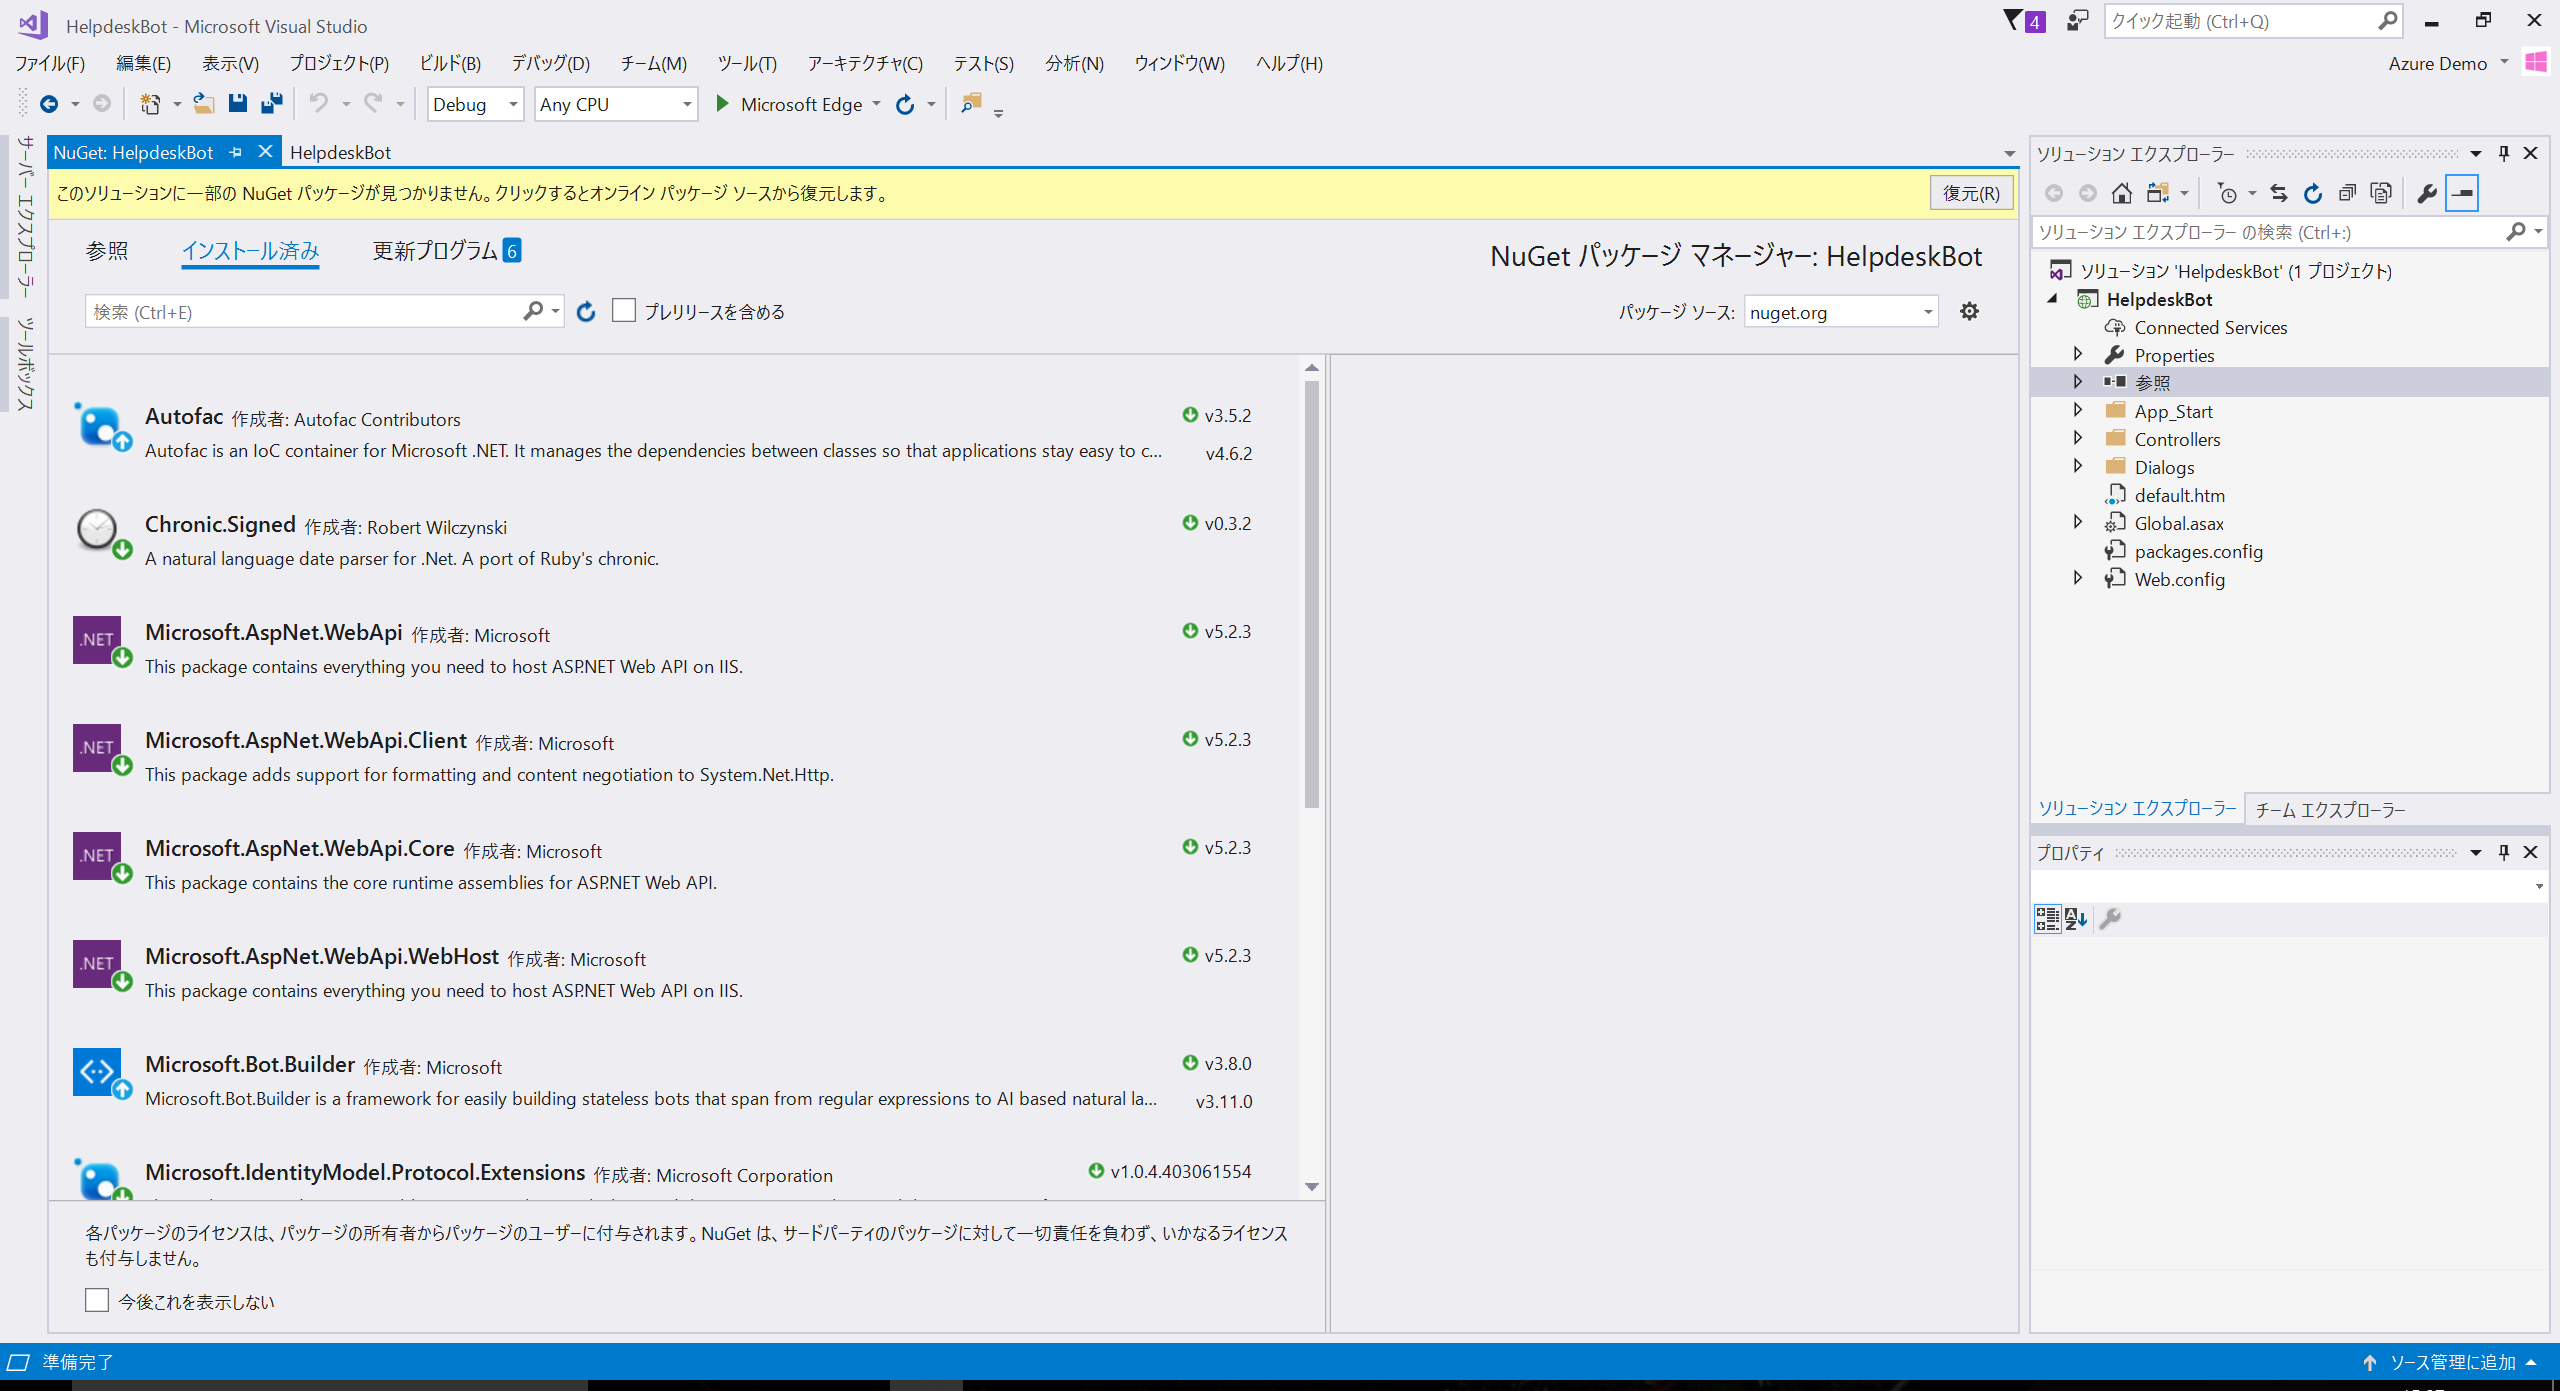 HelpdeskBot - Microsoft Visual Studio
4
クイック起動 (Ctrl+Q)
ファイル(F) 編集(E) 表示(V) プロジェクト(P) ビルド(B) デバッグ(D) チーム(M) ツール(T) アーキテクチャ(C) テスト(S) 分析(N) ウィンドウ(W) ヘルプ(H)
Azure Demo
Debug Any CPU Microsoft Edge
サーバー エクスプローラー
ツールボックス
NuGet: HelpdeskBot HelpdeskBot
このソリューションに一部の NuGet パッケージが見つかりません。クリックするとオンライン パッケージ ソースから復元します。 復元(R)
参照 インストール済み 更新プログラム 6
NuGet パッケージ マネージャー: HelpdeskBot
検索 (Ctrl+E) プレリリースを含める
パッケージ ソース: nuget.org
Autofac 作成者: Autofac Contributors v3.5.2
Autofac is an IoC container for Microsoft .NET. It manages the dependencies between classes so that applications stay easy to c... v4.6.2
Chronic.Signed 作成者: Robert Wilczynski v0.3.2
A natural language date parser for .Net. A port of Ruby's chronic.
.NET
Microsoft.AspNet.WebApi 作成者: Microsoft v5.2.3
This package contains everything you need to host ASP.NET Web API on IIS.
.NET
Microsoft.AspNet.WebApi.Client 作成者: Microsoft v5.2.3
This package adds support for formatting and content negotiation to System.Net.Http.
.NET
Microsoft.AspNet.WebApi.Core 作成者: Microsoft v5.2.3
This package contains the core runtime assemblies for ASP.NET Web API.
.NET
Microsoft.AspNet.WebApi.WebHost 作成者: Microsoft v5.2.3
This package contains everything you need to host ASP.NET Web API on IIS.
Microsoft.Bot.Builder 作成者: Microsoft v3.8.0
Microsoft.Bot.Builder is a framework for easily building stateless bots that span from regular expressions to AI based natural la... v3.11.0
Microsoft.IdentityModel.Protocol.Extensions 作成者: Microsoft Corporation v1.0.4.403061554
各パッケージのライセンスは、パッケージの所有者からパッケージのユーザーに付与されます。NuGet は、サードパーティのパッケージに対して一切責任を負わず、いかなるライセンス
も付与しません。
今後これを表示しない
ソリューション エクスプローラー
ソリューション エクスプローラー の検索 (Ctrl+:)
ソリューション 'HelpdeskBot' (1 プロジェクト)
HelpdeskBot
Connected Services
Properties
参照
App_Start
Controllers
Dialogs
default.htm
Global.asax
packages.config
Web.config
ソリューション エクスプローラー チーム エクスプローラー
プロパティ
準備完了
ソース管理に追加